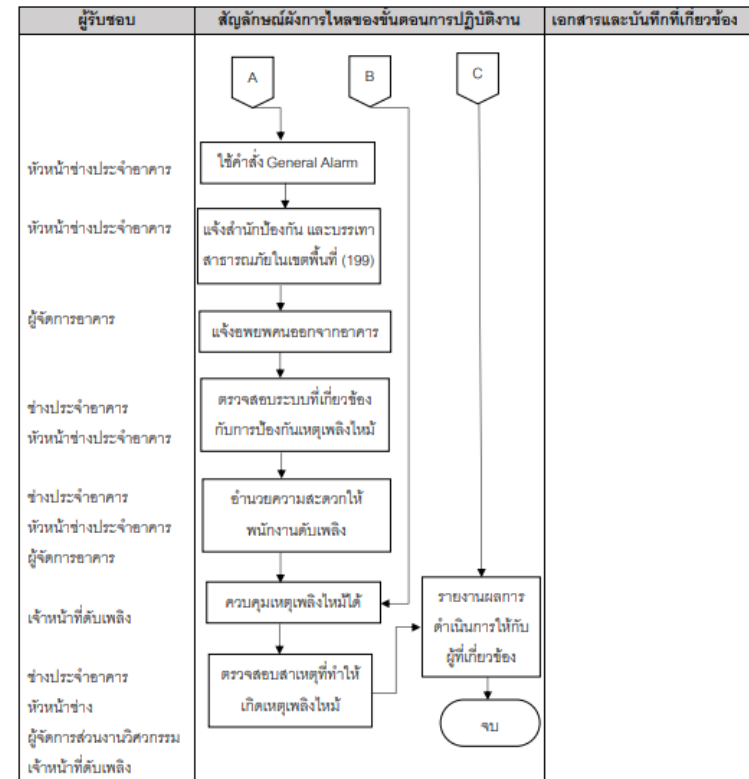 ผู้รับชอบ
สัญลักษณ์ผังการไหลของขั้นตอนการปฏิบัติงาน
เอกสารและบันทึกที่เกี่ยวข้อง
A
B
C
หัวหน้าช่างประจำอาคาร
ใช้คำสั่ง General Alarm
หัวหน้าช่างประจำอาคาร
แจ้งสำนักป้องกัน และบรรเทา
สาธารณภัยในเขตพื้นที่ (199)
ผู้จัดการอาคาร
แจ้งอพยพคนออกจากอาคาร
ช่างประจำอาคาร
หัวหน้าช่างประจำอาคาร
ตรวจสอบระบบที่เกี่ยวข้อง
กับการป้องกันเหตุเพลิงไหม้
ช่างประจำอาคาร
หัวหน้าช่างประจำอาคาร
ผู้จัดการอาคาร
อำนวยความสะดวกให้
พนักงานดับเพลิง
เจ้าหน้าที่ดับเพลิง
ควบคุมเหตุเพลิงไหม้ได้
ช่างประจำอาคาร
หัวหน้าช่าง
ผู้จัดการส่วนงานวิศวกรรม
เจ้าหน้าที่ดับเพลิง
ตรวจสอบสาเหตุที่ทำให้
เกิดเหตุเพลิงไหม้
รายงานผลการ
ดำเนินการให้กับ
ผู้ที่เกี่ยวข้อง
จบ